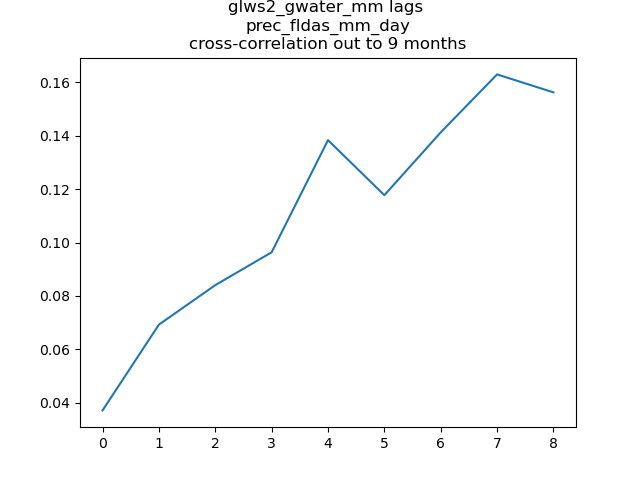 glws2_gwater_mm lags
prec_fldas_mm_day
cross-correlation out to 9 months
0.16
0.14
0.12
0.10
0.08
0.06
0.04
0 1 2 3 4 5 6 7 8